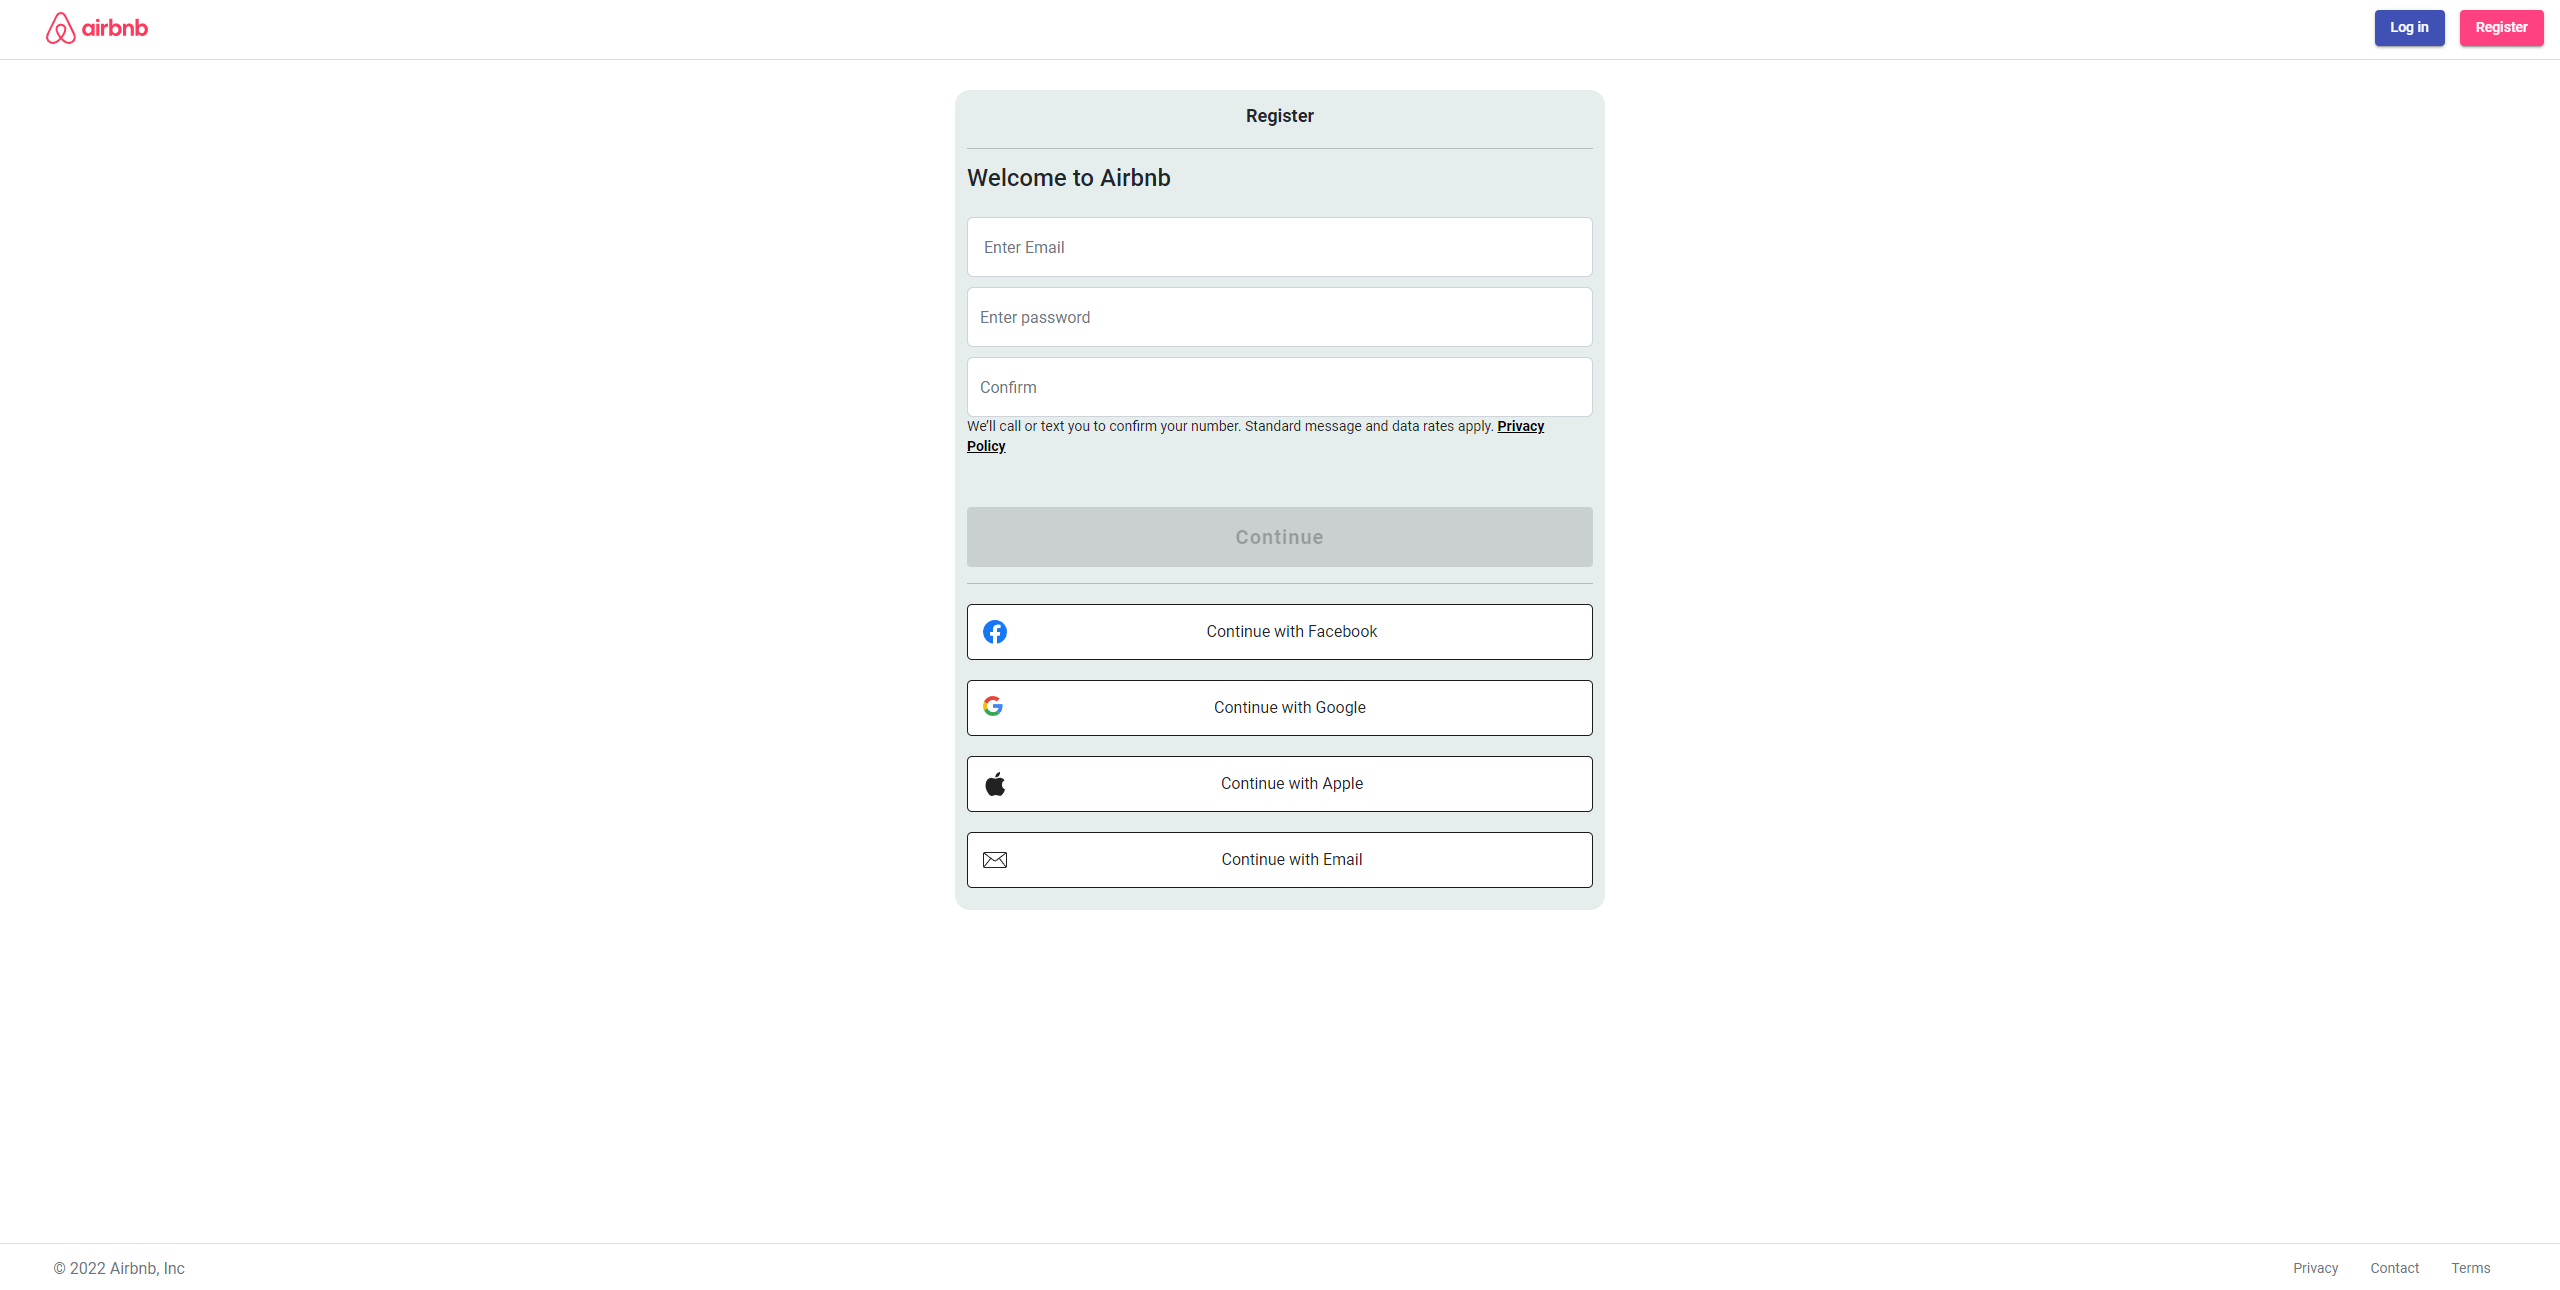 airbnb
Log in
Register
Register
Welcome to Airbnb
Enter Email
Enter password
Confirm
We’ll call or text you to confirm your number. Standard message and data rates apply. Privacy
Policy
Continue
Continue with Facebook
Continue with Google
Continue with Apple
Continue with Email
© 2022 Airbnb, Inc
Privacy
Contact
Terms